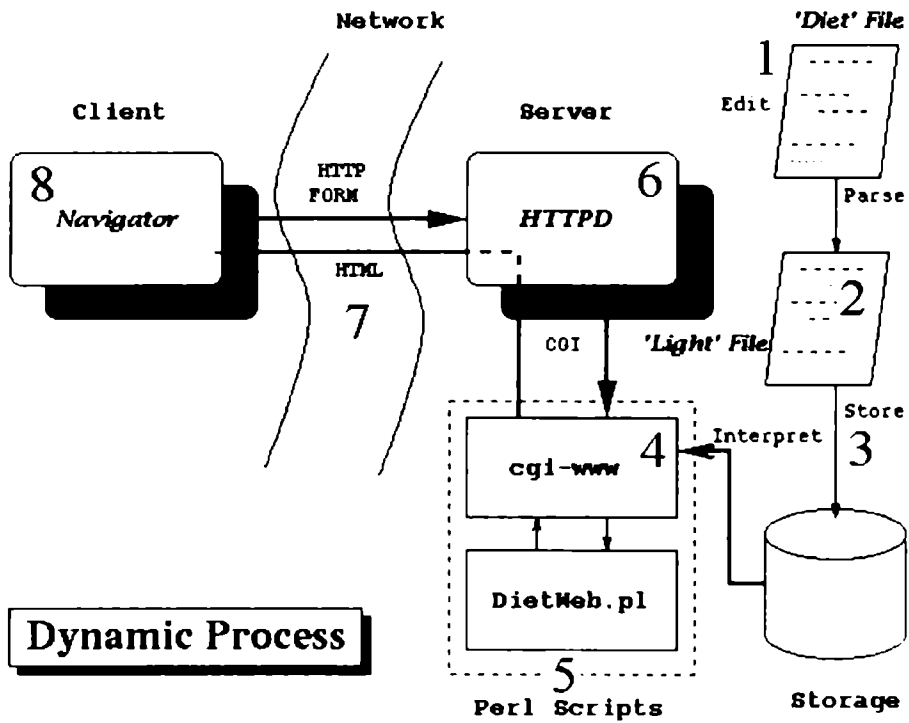 Network
'Diet' File
1
Edit
Client
Server
8
Navigator
HTTP
FORM
6
HTTPD
Parse
HTML
7
2
CGI
'Light' File
Store
Interpret
3
4
cgi-www
DietWeb.pl
Dynamic Process
5
Perl Scripts
Storage